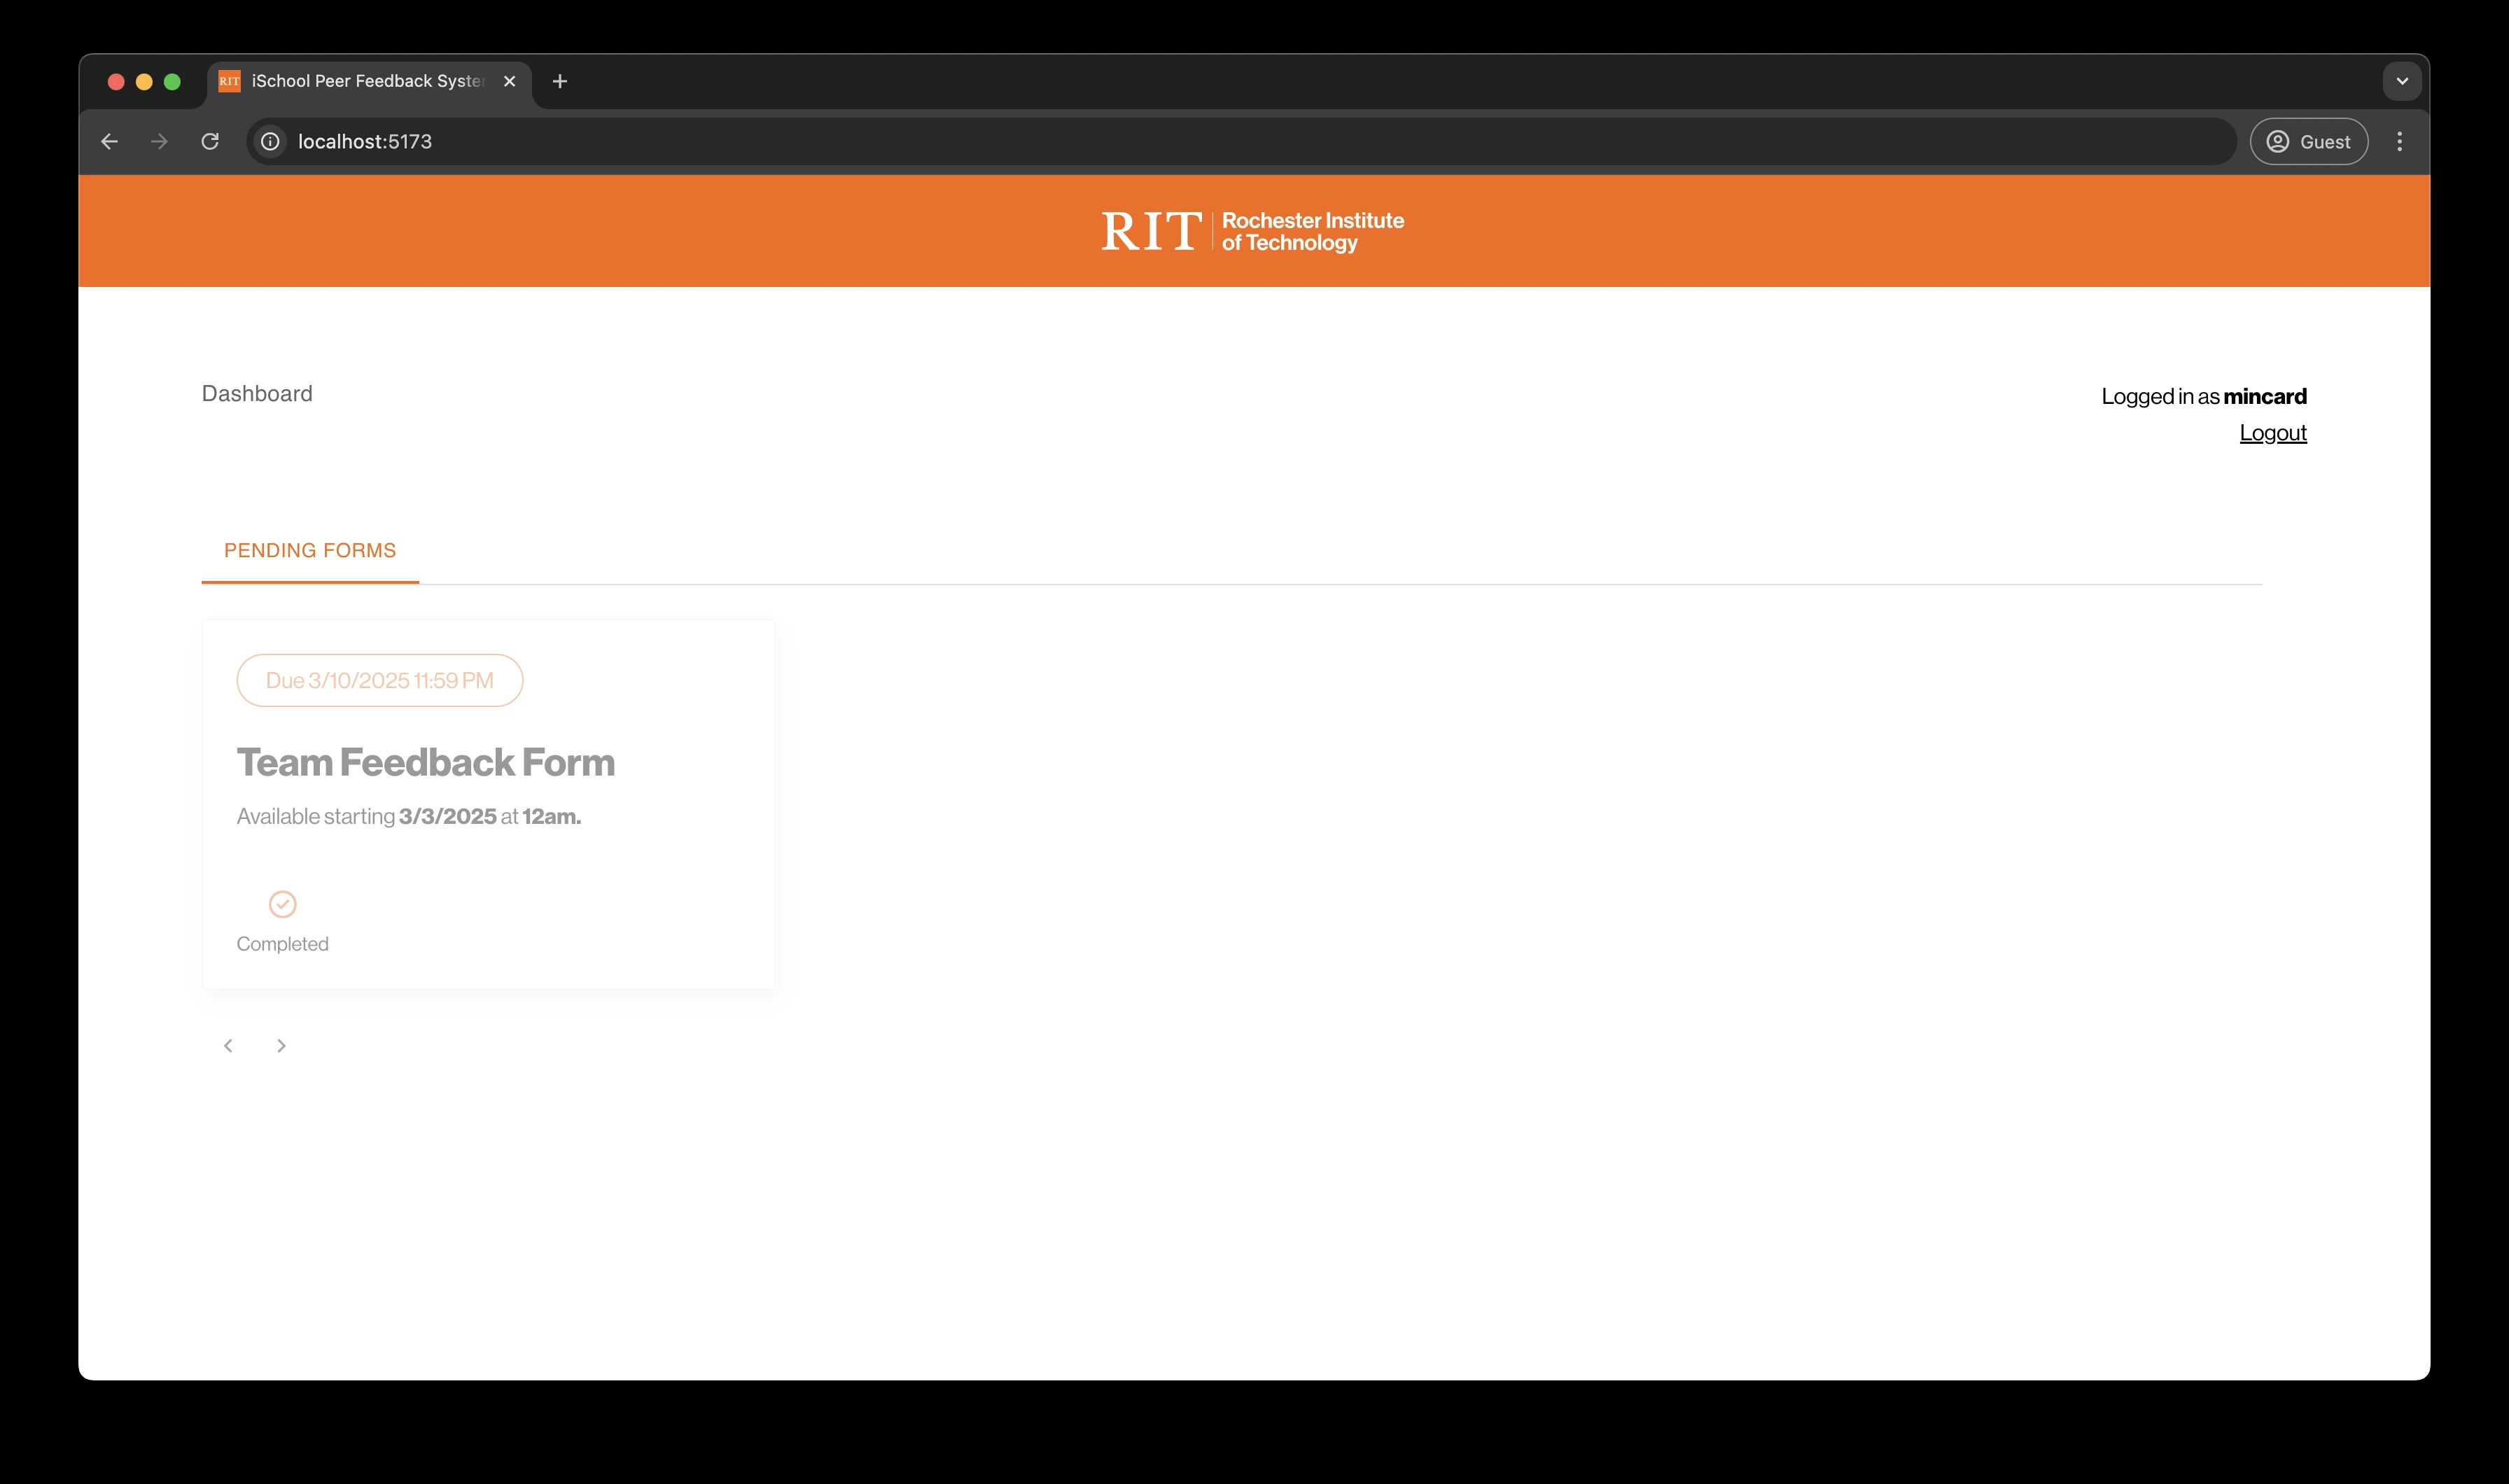 RIT iSchool Peer Feedback Syste
localhost:5173
Guest
RIT Rochester Institute
of Technology
Dashboard
Logged in as mincard
Logout
PENDING FORMS
Due 3/10/2025 11:59 PM
Team Feedback Form
Available starting 3/3/2025 at 12am.
Completed